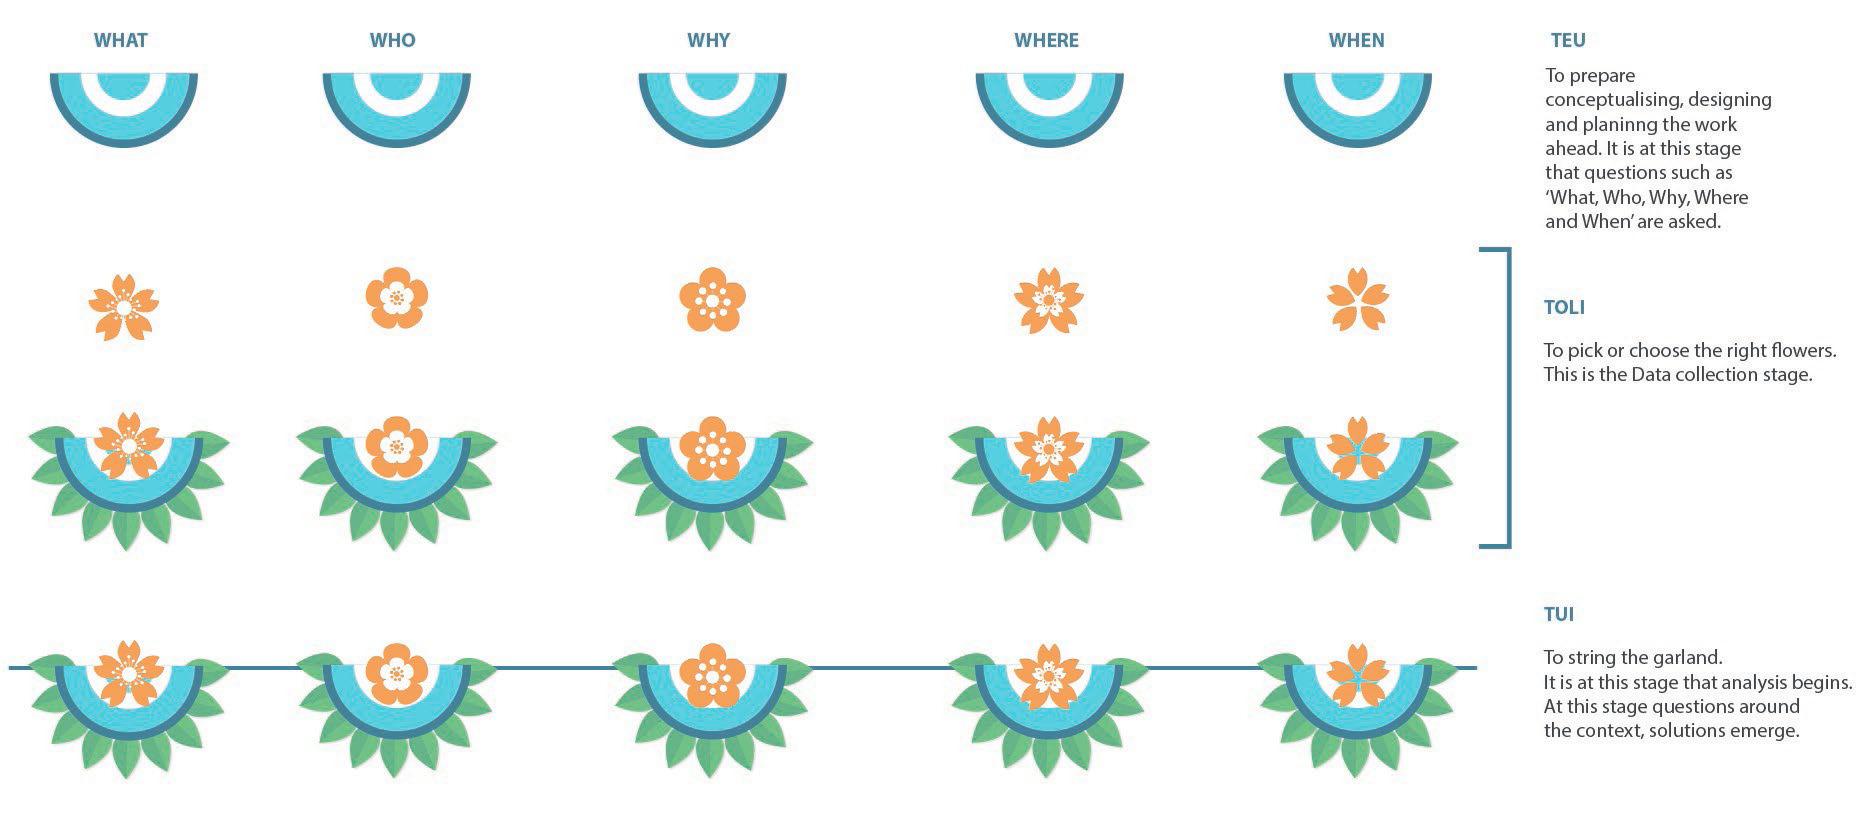 WHAT
WHO
WHY
WHERE
WHEN
TEU
To prepare
conceptualising, designing
and planinng the work
ahead. It is at this stage
that questions such as
‘What, Who, Why, Where
and When’ are asked.
TOLI
To pick or choose the right flowers.
This is the Data collection stage.
TUI
To string the garland.
It is at this stage that analysis begins.
At this stage questions around
the context, solutions emerge.